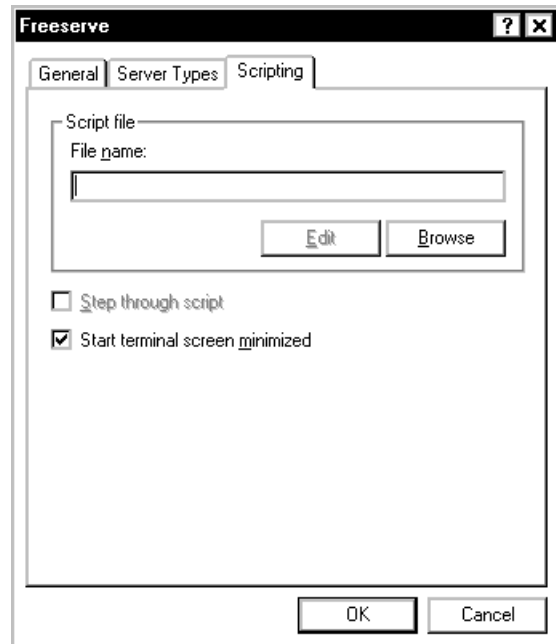 Freeserve
General Server Types Scripting
Script file
File name:
Edit Browse
Step through script
Start terminal screen minimized
OK Cancel